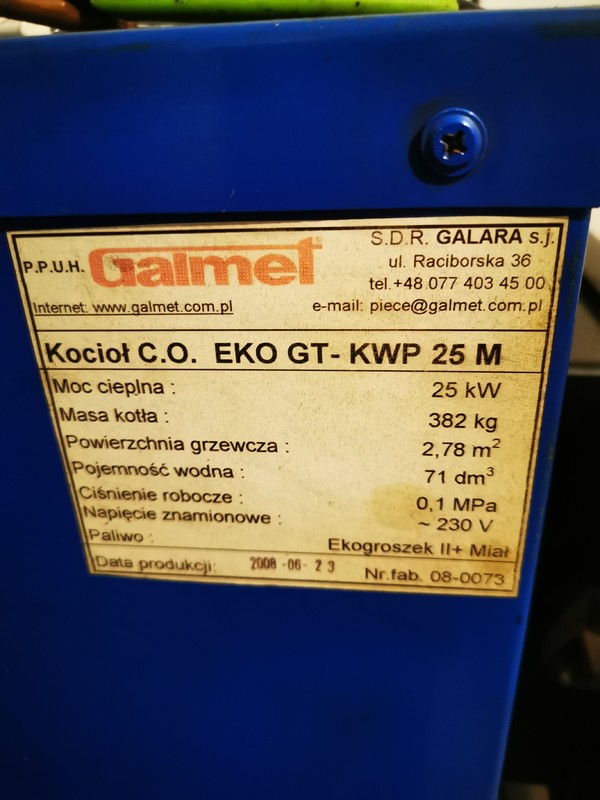 P.P.U.H. Galmet
S.D.R. GALARA s.j.
ul. Raciborska 36
tel.+48 077 403 45 00
Internet: www.galmet.com.pl
e-mail: piece@galmet.com.pl
Kocioł C.O. EKO GT- KWP 25 M
Moc cieplna : 25 kW
Masa kotła : 382 kg
Powierzchnia grzewcza : 2,78 m²
Pojemność wodna : 71 dm³
Ciśnienie robocze : 0,1 MPa
Napięcie znamionowe : ~ 230 V
Paliwo : Ekogroszek II+ Miał
Data produkcji: 2008 -06- 23 Nr.fab. 08-0073